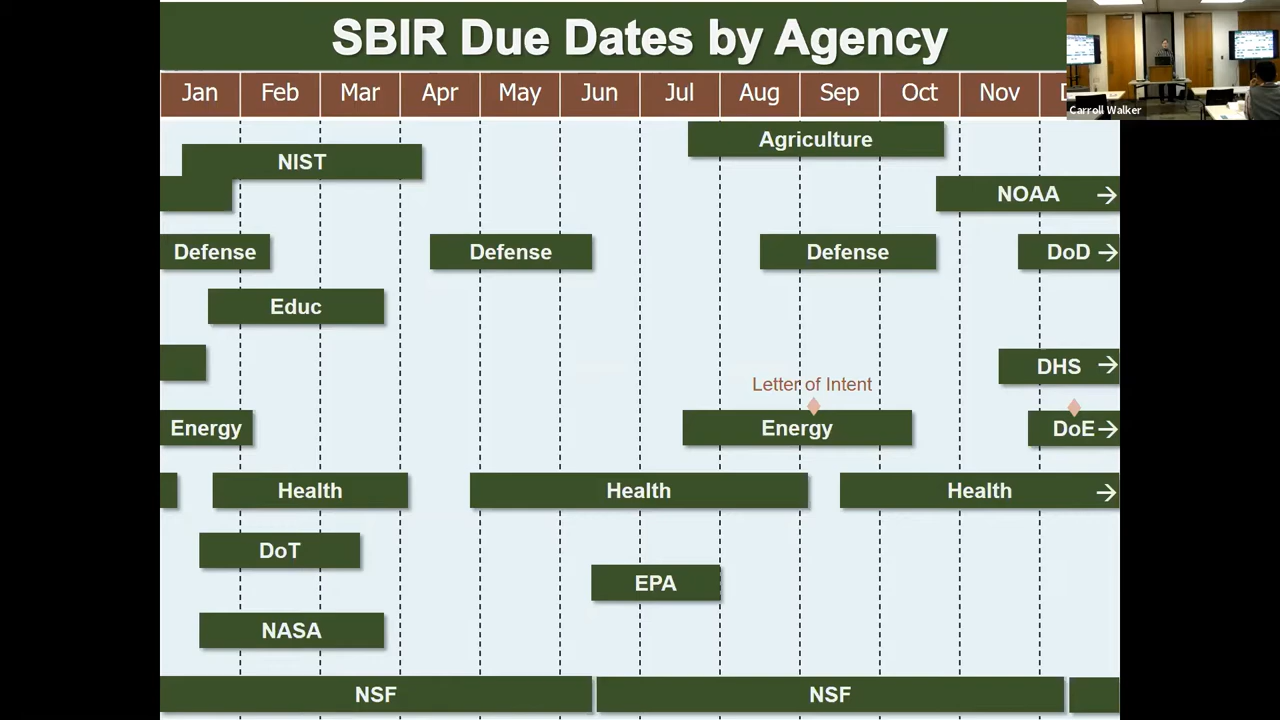 SBIR Due Dates by Agency
Jan Feb Mar Apr May Jun Jul Aug Sep Oct Nov
Carroll Walker
Agriculture
NIST
NOAA →
Defense Defense Defense DoD →
Educ
DHS →
Letter of Intent
Energy Energy DoE →
Health Health Health →
DoT
EPA
NASA
NSF NSF